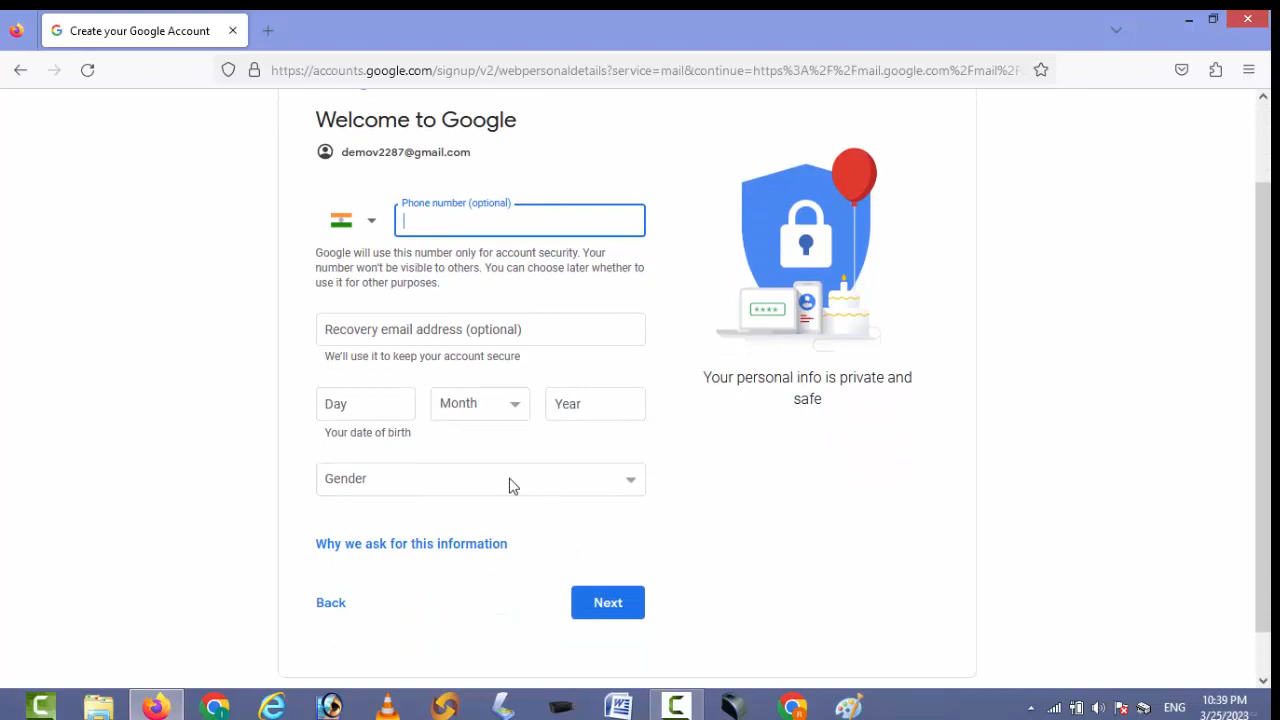 Create your Google Account
https://accounts.google.com/signup/v2/webpersonaldetails?service=mail&continue=https%3A%2F%2Fmail.google.com%2Fmail%2F
Welcome to Google
demov2287@gmail.com
Phone number (optional)
Google will use this number only for account security. Your
number won't be visible to others. You can choose later whether to
use it for other purposes.
Recovery email address (optional)
We'll use it to keep your account secure
Day
Month
Year
Your date of birth
Gender
Why we ask for this information
Back
Next
****
Your personal info is private and
safe
ENG
10:39 PM
3/25/2023